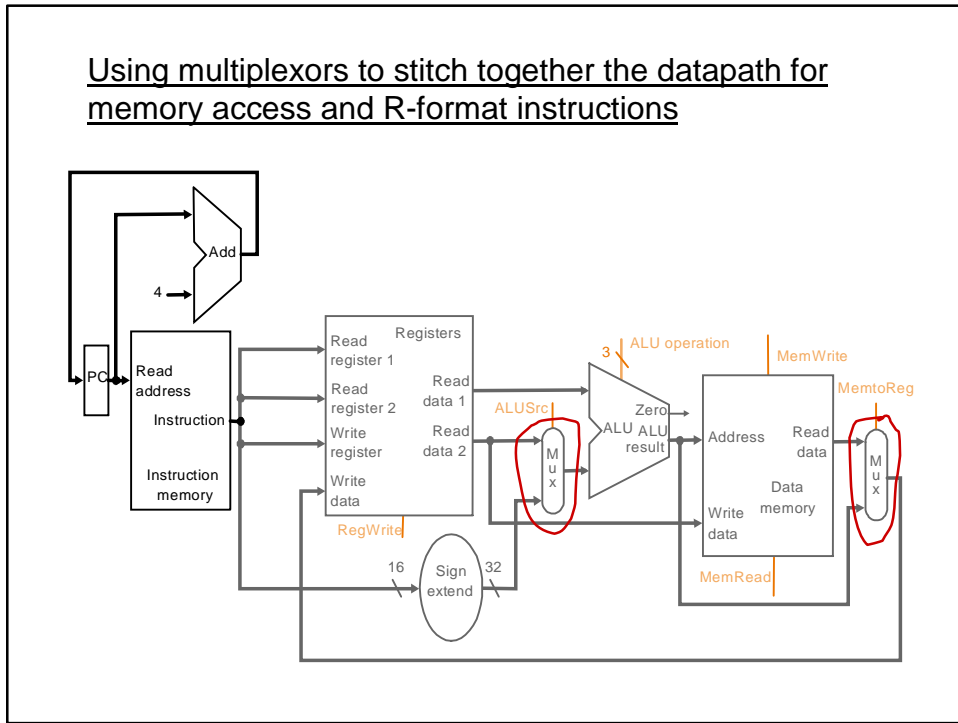 Using multiplexors to stitch together the datapath for
memory access and R-format instructions
Add
4
PC
Read
address
Instruction
Instruction
memory
Registers
Read
register 1
Read
register 2
Write
register
Write
data
Read
data 1
Read
data 2
RegWrite
16
Sign
extend
32
ALUSrc
M
u
x
3
ALU operation
Zero
ALU
ALU
result
MemWrite
Address
Read
data
Write
data
Data
memory
MemRead
MemtoReg
M
u
x